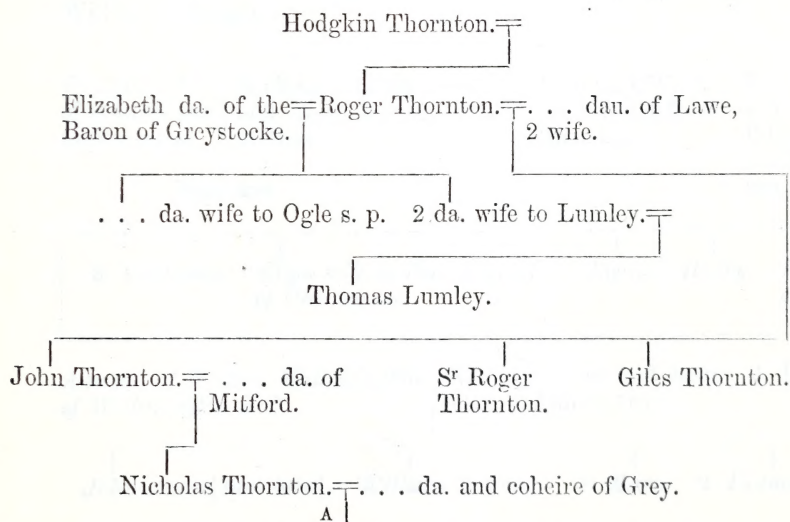 Hodgkin Thornton.
Elizabeth da. of the Roger Thornton. . . . dau. of Lawe,
Baron of Greystocke. 2 wife.
. . . da. wife to Ogle s. p. 2 da. wife to Lumley.
Thomas Lumley.
John Thornton. . . . da. of Sʳ Roger Giles Thornton.
Mitford. Thornton.
Nicholas Thornton. . . . da. and coheire of Grey.
A